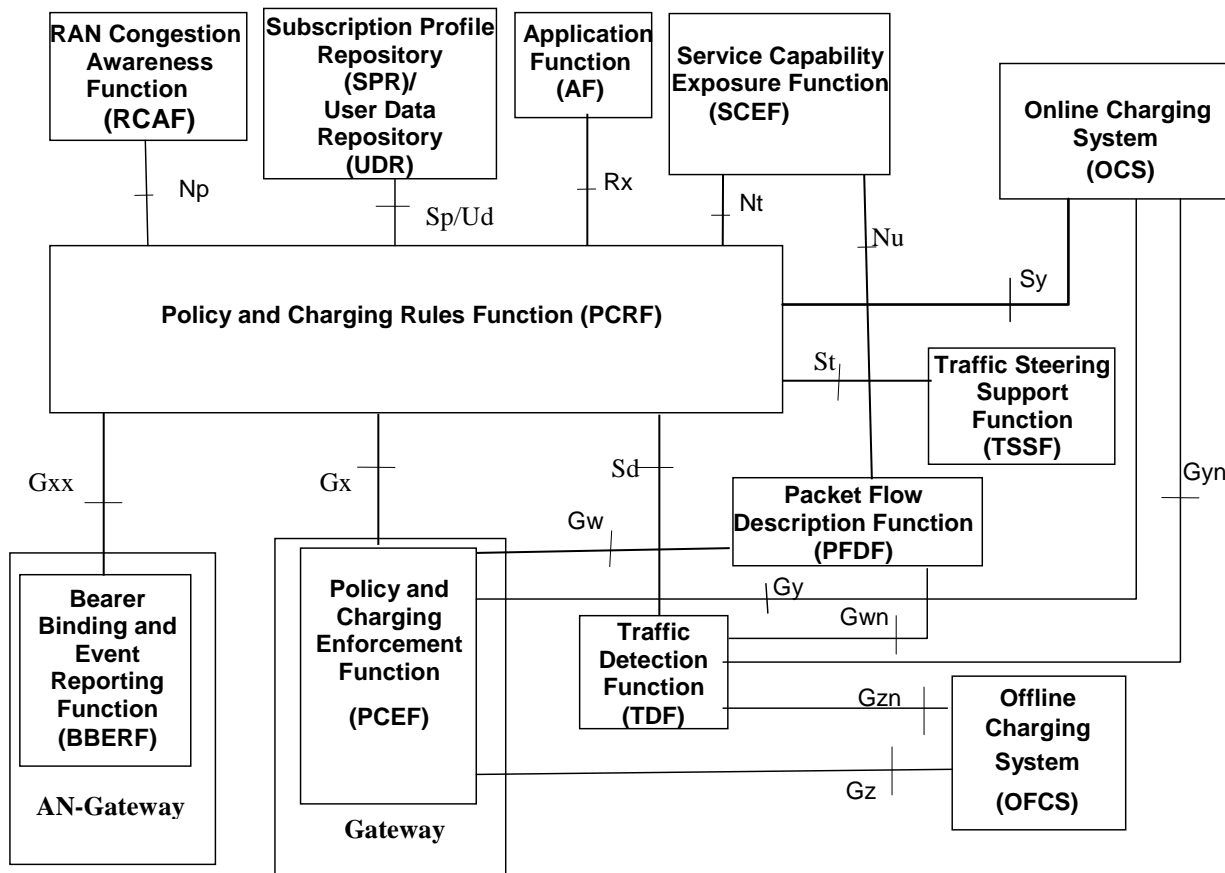 RAN Congestion
Awareness
Function
(RCAF)
Subscription Profile
Repository
(SPR)/
User Data
Repository
(UDR)
Application
Function
(AF)
Service Capability
Exposure Function
(SCEF)
Online Charging
System
(OCS)
Np
Sp/Ud
Rx
Nt
Nu
Sy
Policy and Charging Rules Function (PCRF)
St
Traffic Steering
Support
Function
(TSSF)
Gxx
Gx
Sd
Gyn
Gw
Packet Flow
Description Function
(PFDF)
Gy
Gwn
Bearer
Binding and
Event
Reporting
Function
(BBERF)
AN-Gateway
Policy and
Charging
Enforcement
Function
(PCEF)
Gateway
Traffic
Detection
Function
(TDF)
Gzn
Gz
Offline
Charging
System
(OFCS)